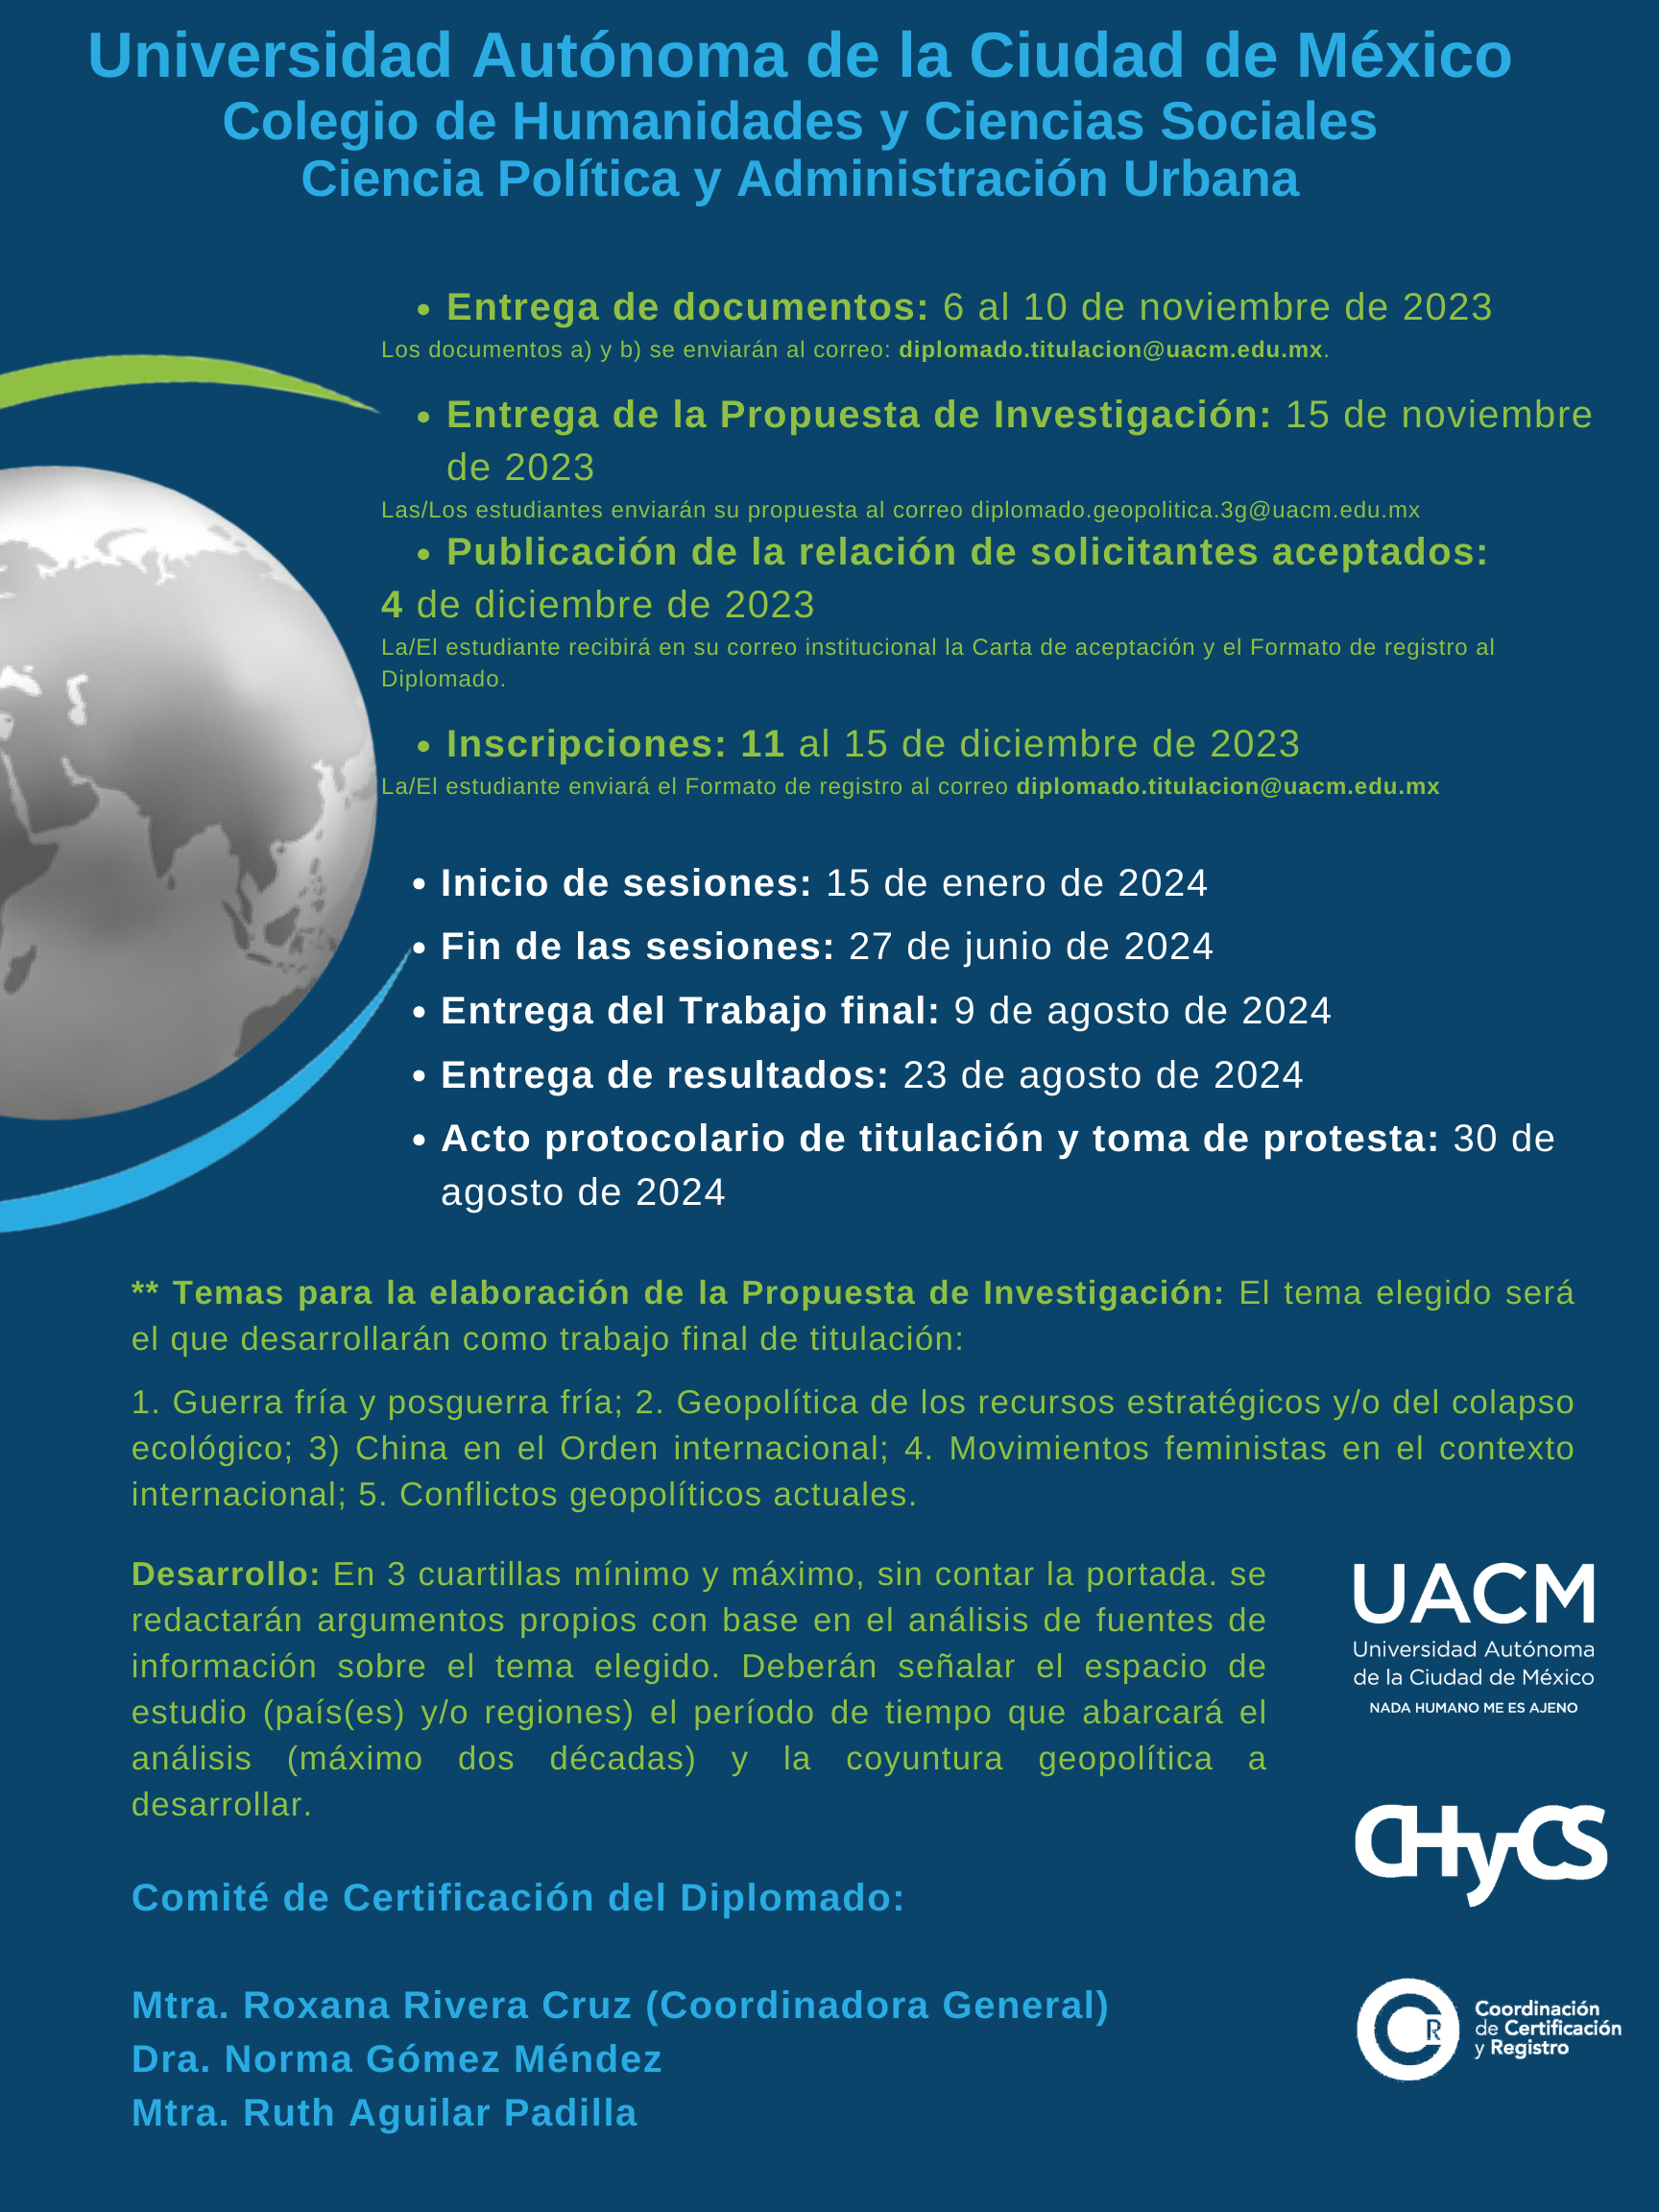 Universidad Autónoma de la Ciudad de México
Colegio de Humanidades y Ciencias Sociales
Ciencia Política y Administración Urbana
• Entrega de documentos: 6 al 10 de noviembre de 2023
Los documentos a) y b) se enviarán al correo: diplomado.titulacion@uacm.edu.mx.
• Entrega de la Propuesta de Investigación: 15 de noviembre
de 2023
Las/Los estudiantes enviarán su propuesta al correo diplomado.geopolitica.3g@uacm.edu.mx
• Publicación de la relación de solicitantes aceptados:
4 de diciembre de 2023
La/El estudiante recibirá en su correo institucional la Carta de aceptación y el Formato de registro al
Diplomado.
• Inscripciones: 11 al 15 de diciembre de 2023
La/El estudiante enviará el Formato de registro al correo diplomado.titulacion@uacm.edu.mx
• Inicio de sesiones: 15 de enero de 2024
• Fin de las sesiones: 27 de junio de 2024
• Entrega del Trabajo final: 9 de agosto de 2024
• Entrega de resultados: 23 de agosto de 2024
• Acto protocolario de titulación y toma de protesta: 30 de
agosto de 2024
** Temas para la elaboración de la Propuesta de Investigación: El tema elegido será
el que desarrollarán como trabajo final de titulación:
1. Guerra fría y posguerra fría; 2. Geopolítica de los recursos estratégicos y/o del colapso
ecológico; 3) China en el Orden internacional; 4. Movimientos feministas en el contexto
internacional; 5. Conflictos geopolíticos actuales.
Desarrollo: En 3 cuartillas mínimo y máximo, sin contar la portada. se
redactarán argumentos propios con base en el análisis de fuentes de
información sobre el tema elegido. Deberán señalar el espacio de
estudio (país(es) y/o regiones) el período de tiempo que abarcará el
análisis (máximo dos décadas) y la coyuntura geopolítica a
desarrollar.
UACM
Universidad Autónoma
de la Ciudad de México
NADA HUMANO ME ES AJENO
CHyCS
Comité de Certificación del Diplomado:
Mtra. Roxana Rivera Cruz (Coordinadora General)
Dra. Norma Gómez Méndez
Mtra. Ruth Aguilar Padilla
CR
Coordinación
de Certificación
y Registro